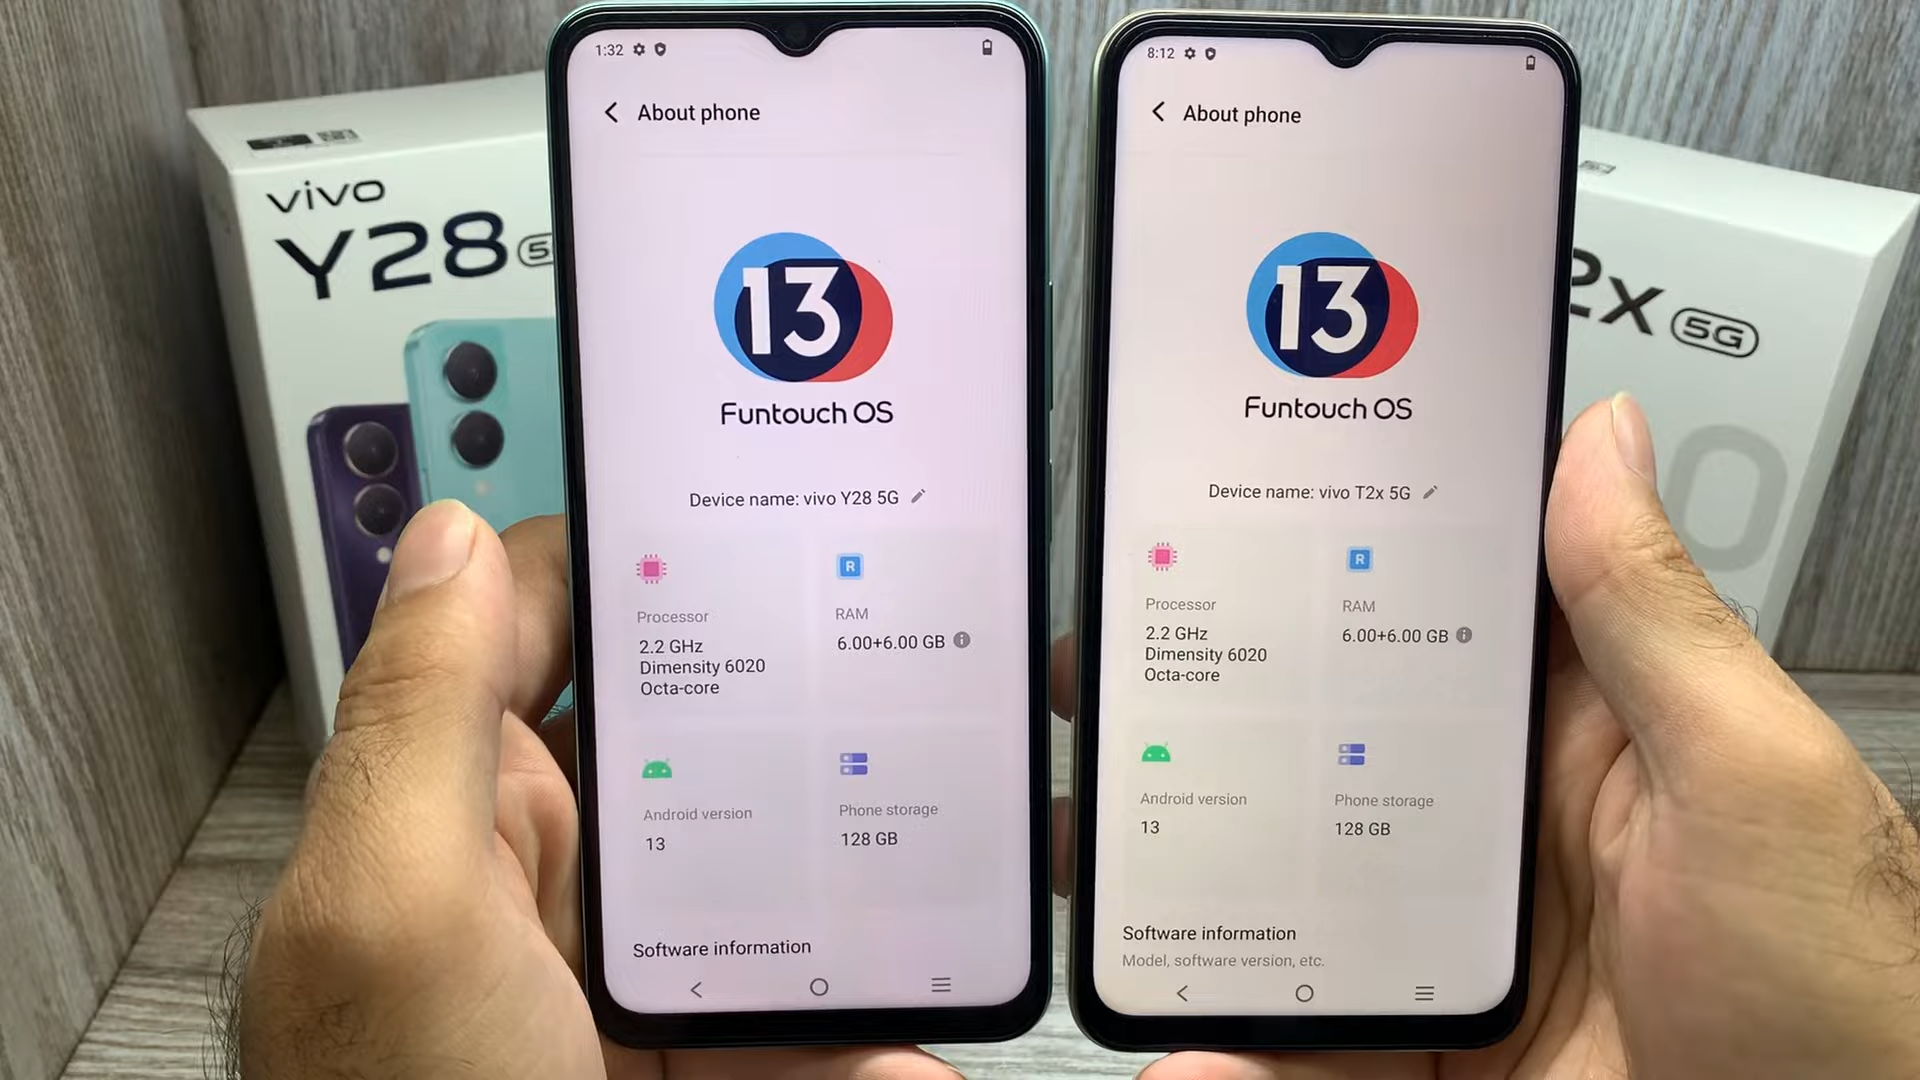 vivo
Y28 5
1:32
About phone
13
Funtouch OS
Device name: vivo Y28 5G
Processor
2.2 GHz
Dimensity 6020
Octa-core
R
RAM
6.00+6.00 GB
Android version
13
Phone storage
128 GB
Software information
8:12
About phone
13
Funtouch OS
Device name: vivo T2x 5G
Processor
2.2 GHz
Dimensity 6020
Octa-core
R
RAM
6.00+6.00 GB
Android version
13
Phone storage
128 GB
Software information
Model, software version, etc.
2X 5G